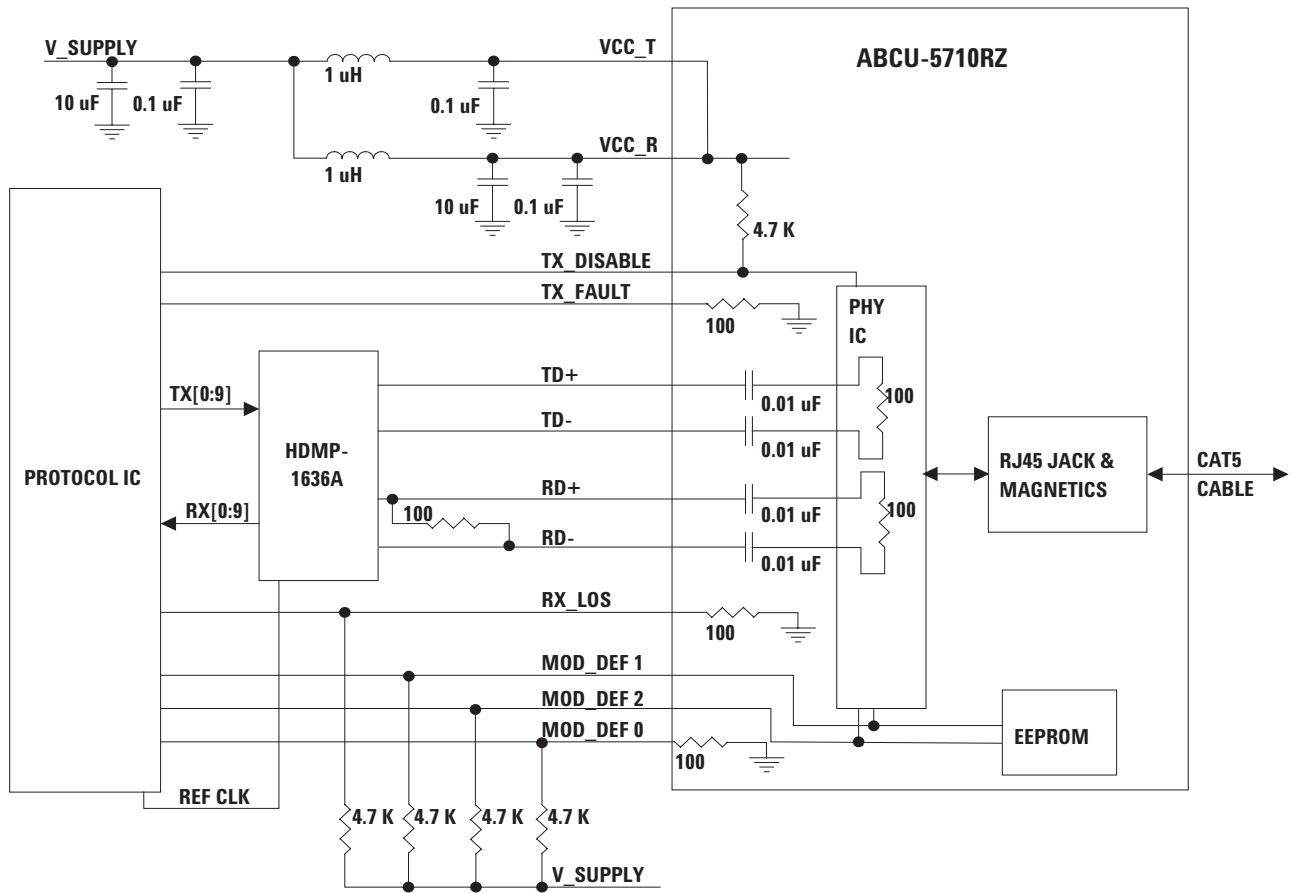 V_SUPPLY
VCC_T
ABCU-5710RZ
1 uH
10 uF
0.1 uF
0.1 uF
VCC_R
1 uH
10 uF
0.1 uF
4.7 K
TX_DISABLE
TX_FAULT
100
PHY
IC
TX[0:9]
TD+
0.01 uF
100
TD-
0.01 uF
HDMP-
1636A
PROTOCOL IC
RJ45 JACK &
MAGNETICS
CAT5
CABLE
RX[0:9]
RD+
100
0.01 uF
100
RD-
0.01 uF
RX_LOS
100
MOD_DEF 1
MOD_DEF 2
MOD_DEF 0
100
EEPROM
REF CLK
4.7 K
4.7 K
4.7 K
4.7 K
V_SUPPLY